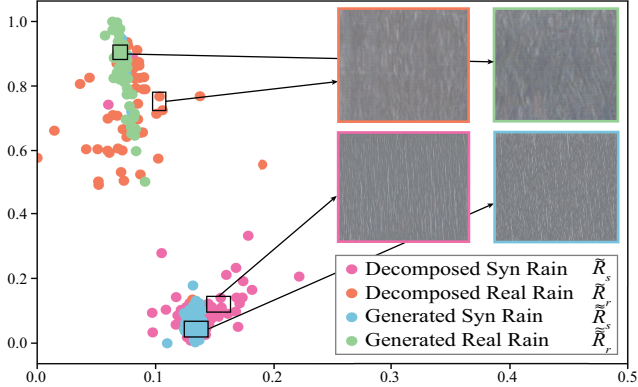 1.0
0.8
0.6
0.4
0.2
0.0
Decomposed Syn Rain R̃ₛ
Decomposed Real Rain R̃ᵣ
Generated Syn Rain R̃̃ₛ
Generated Real Rain R̃̃ᵣ
0.0 0.1 0.2 0.3 0.4 0.5